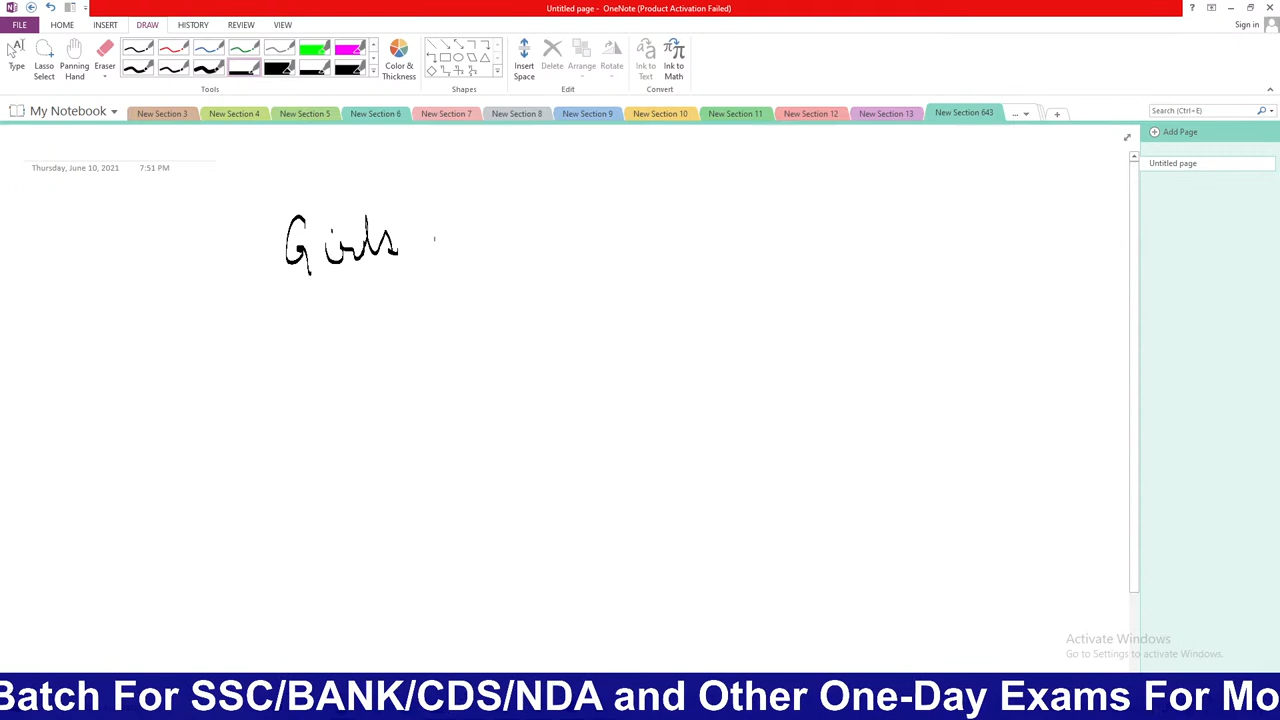 Untitled page - OneNote (Product Activation Failed)
FILE HOME INSERT DRAW HISTORY REVIEW VIEW
Sign in
Type Lasso Select Panning Hand Eraser Color & Thickness Insert Space Delete Arrange Rotate Ink to Text Ink to Math
Tools Shapes Edit Convert
My Notebook New Section 3 New Section 4 New Section 5 New Section 6 New Section 7 New Section 8 New Section 9 New Section 10 New Section 11 New Section 12 New Section 13 New Section 643 ... Search (Ctrl+E)
Add Page
Untitled page
Thursday, June 10, 2021 7:51 PM
Girls
Activate Windows
Go to Settings to activate Windows.
Batch For SSC/BANK/CDS/NDA and Other One-Day Exams For Mo